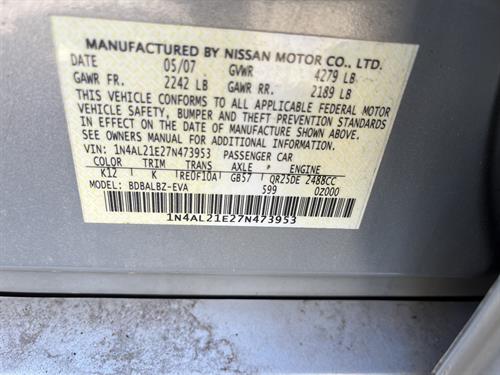 MANUFACTURED BY NISSAN MOTOR CO., LTD.
DATE 05/07 GVWR 4279 LB
GAWR FR. 2242 LB GAWR RR. 2189 LB
THIS VEHICLE CONFORMS TO ALL APPLICABLE FEDERAL MOTOR
VEHICLE SAFETY, BUMPER AND THEFT PREVENTION STANDARDS
IN EFFECT ON THE DATE OF MANUFACTURE SHOWN ABOVE.
SEE OWNERS MANUAL FOR ADDITIONAL INFORMATION.
VIN: 1N4AL21E27N473953 PASSENGER CAR
COLOR TRIM TRANS AXLE * ENGINE
K12 K RE0F10A GB57 QR25DE 2488CC
MODEL: BDBALBZ-EVA 599 0Z000
1N4AL21E27N473953